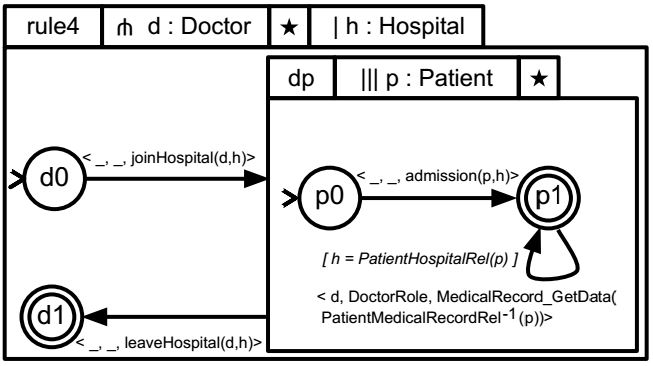 rule4 ⫛ d : Doctor ★ | h : Hospital
dp ||| p : Patient ★
< _, _, joinHospital(d,h)>
d0
< _, _, admission(p,h)>
p0
p1
[ h = PatientHospitalRel(p) ]
< d, DoctorRole, MedicalRecord_GetData(
PatientMedicalRecordRel-1(p))>
d1
< _, _, leaveHospital(d,h)>